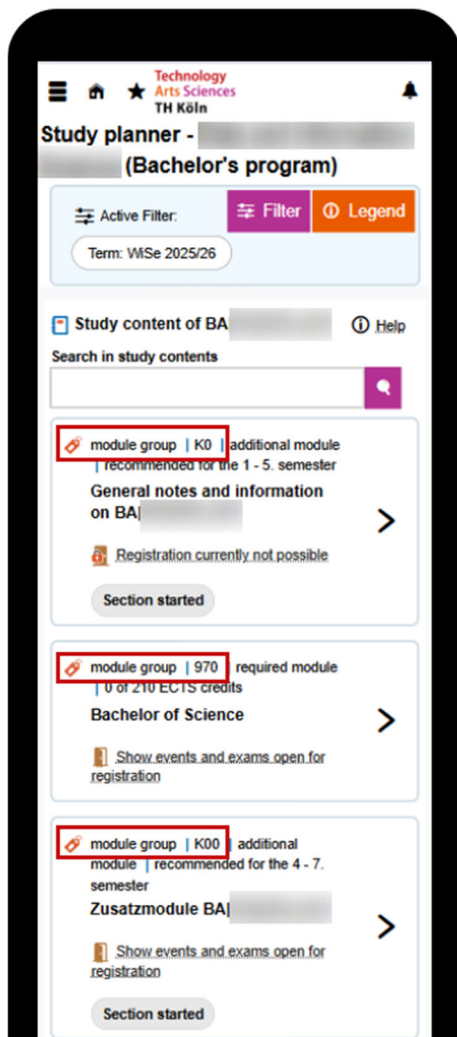 Technology
Arts Sciences
TH Köln
Study planner -
(Bachelor's program)
Active Filter:
Filter
Legend
Term: WiSe 2025/26
Study content of BA
Help
Search in study contents
module group | K0 | additional module
| recommended for the 1 - 5. semester
General notes and information
on BA|
Registration currently not possible
Section started
module group | 970 | required module
| 0 of 210 ECTS credits
Bachelor of Science
Show events and exams open for
registration
module group | K00 | additional
module | recommended for the 4 - 7.
semester
Zusatzmodule BA|
Show events and exams open for
registration
Section started